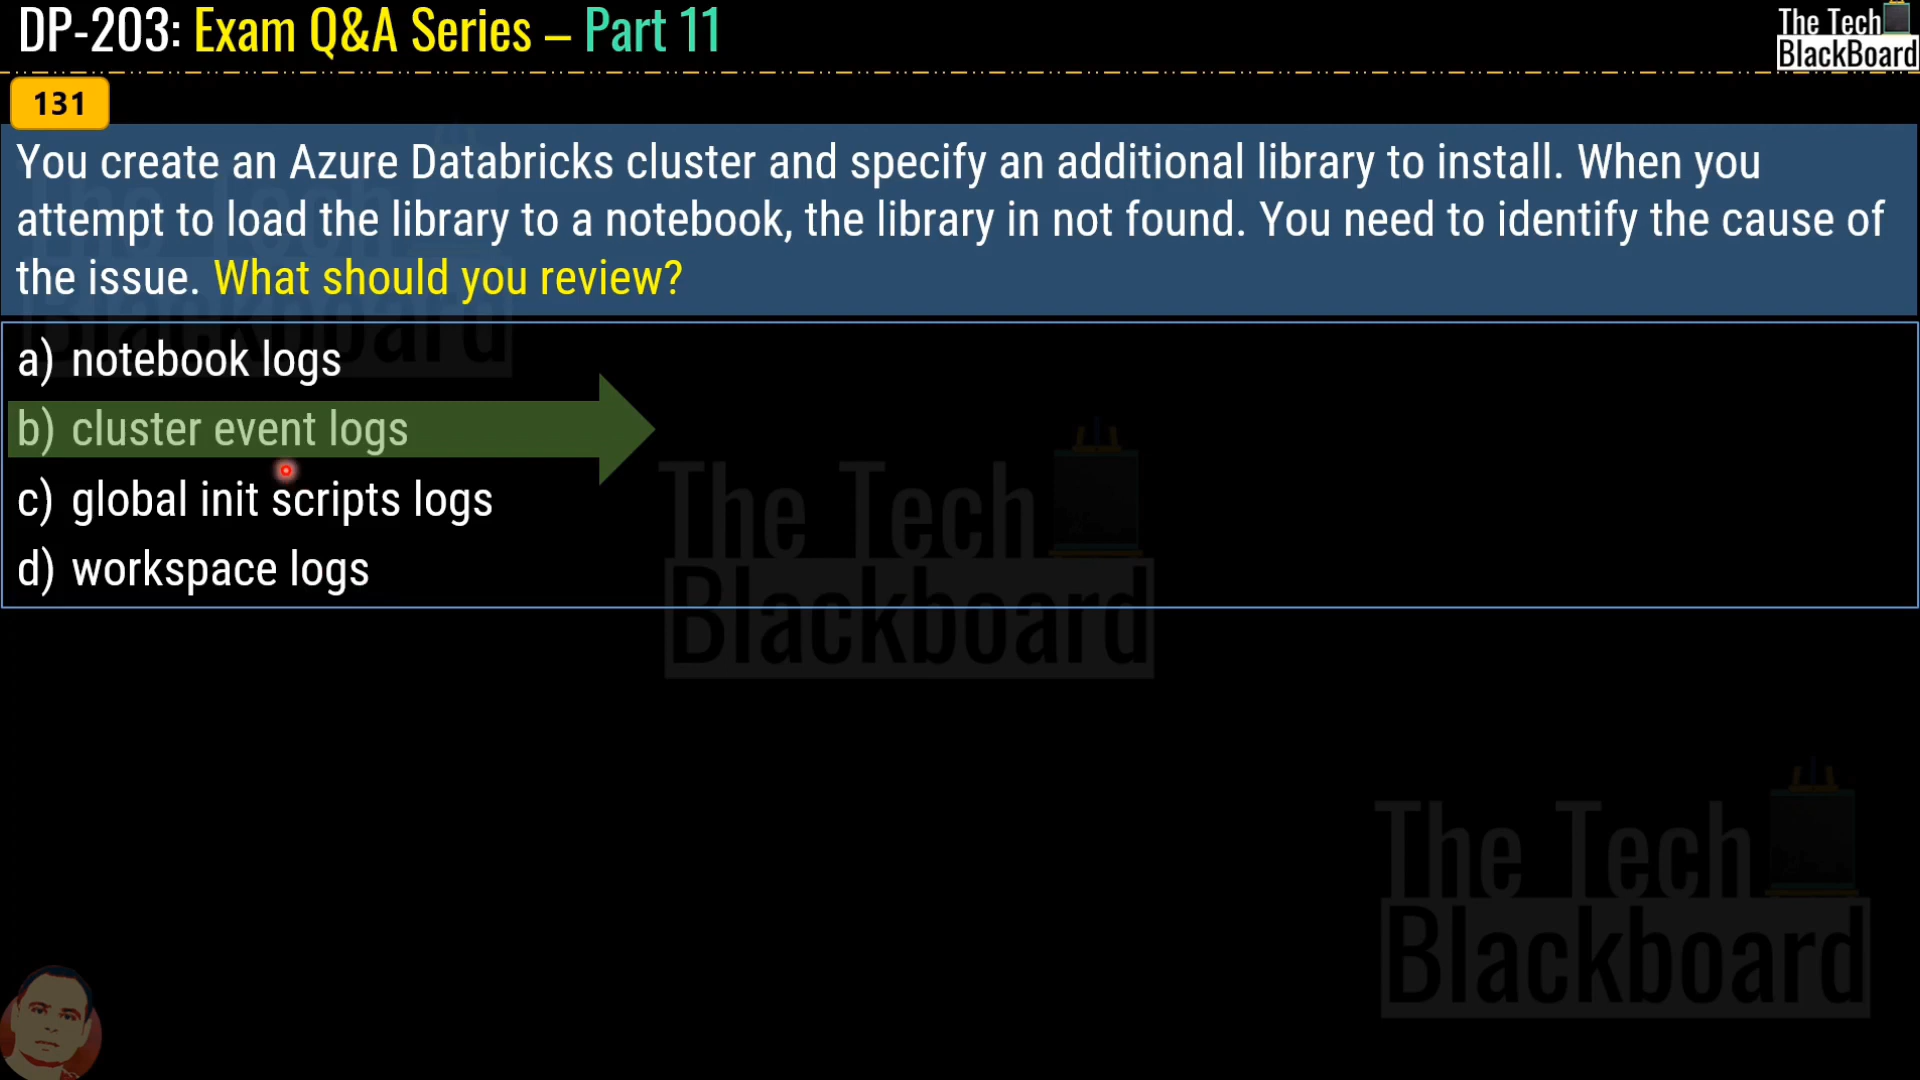 DP-203: Exam Q&A Series – Part 11
The Tech
BlackBoard
131
You create an Azure Databricks cluster and specify an additional library to install. When you
attempt to load the library to a notebook, the library in not found. You need to identify the cause of
the issue. What should you review?
a) notebook logs
b) cluster event logs
c) global init scripts logs
d) workspace logs
The Tech
Blackboard
The Tech
Blackboard
The Tech
Blackboard